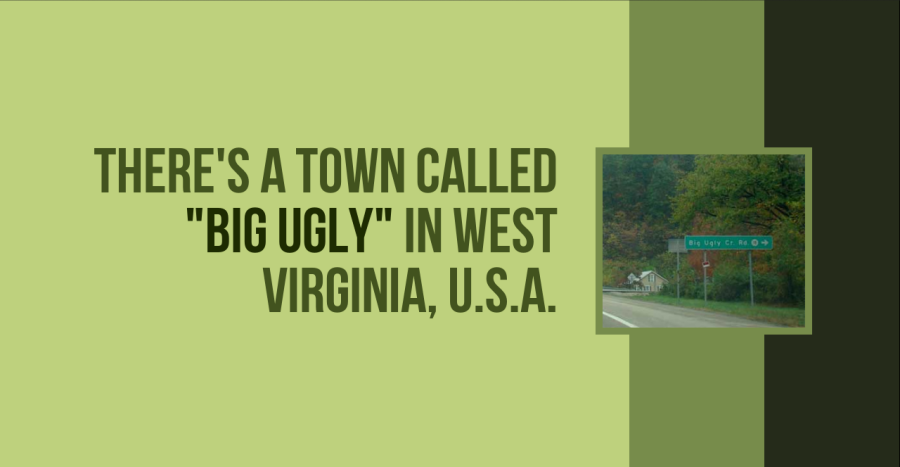 THERE'S A TOWN CALLED
"BIG UGLY" IN WEST
VIRGINIA, U.S.A.
Big Ugly Cr Rd